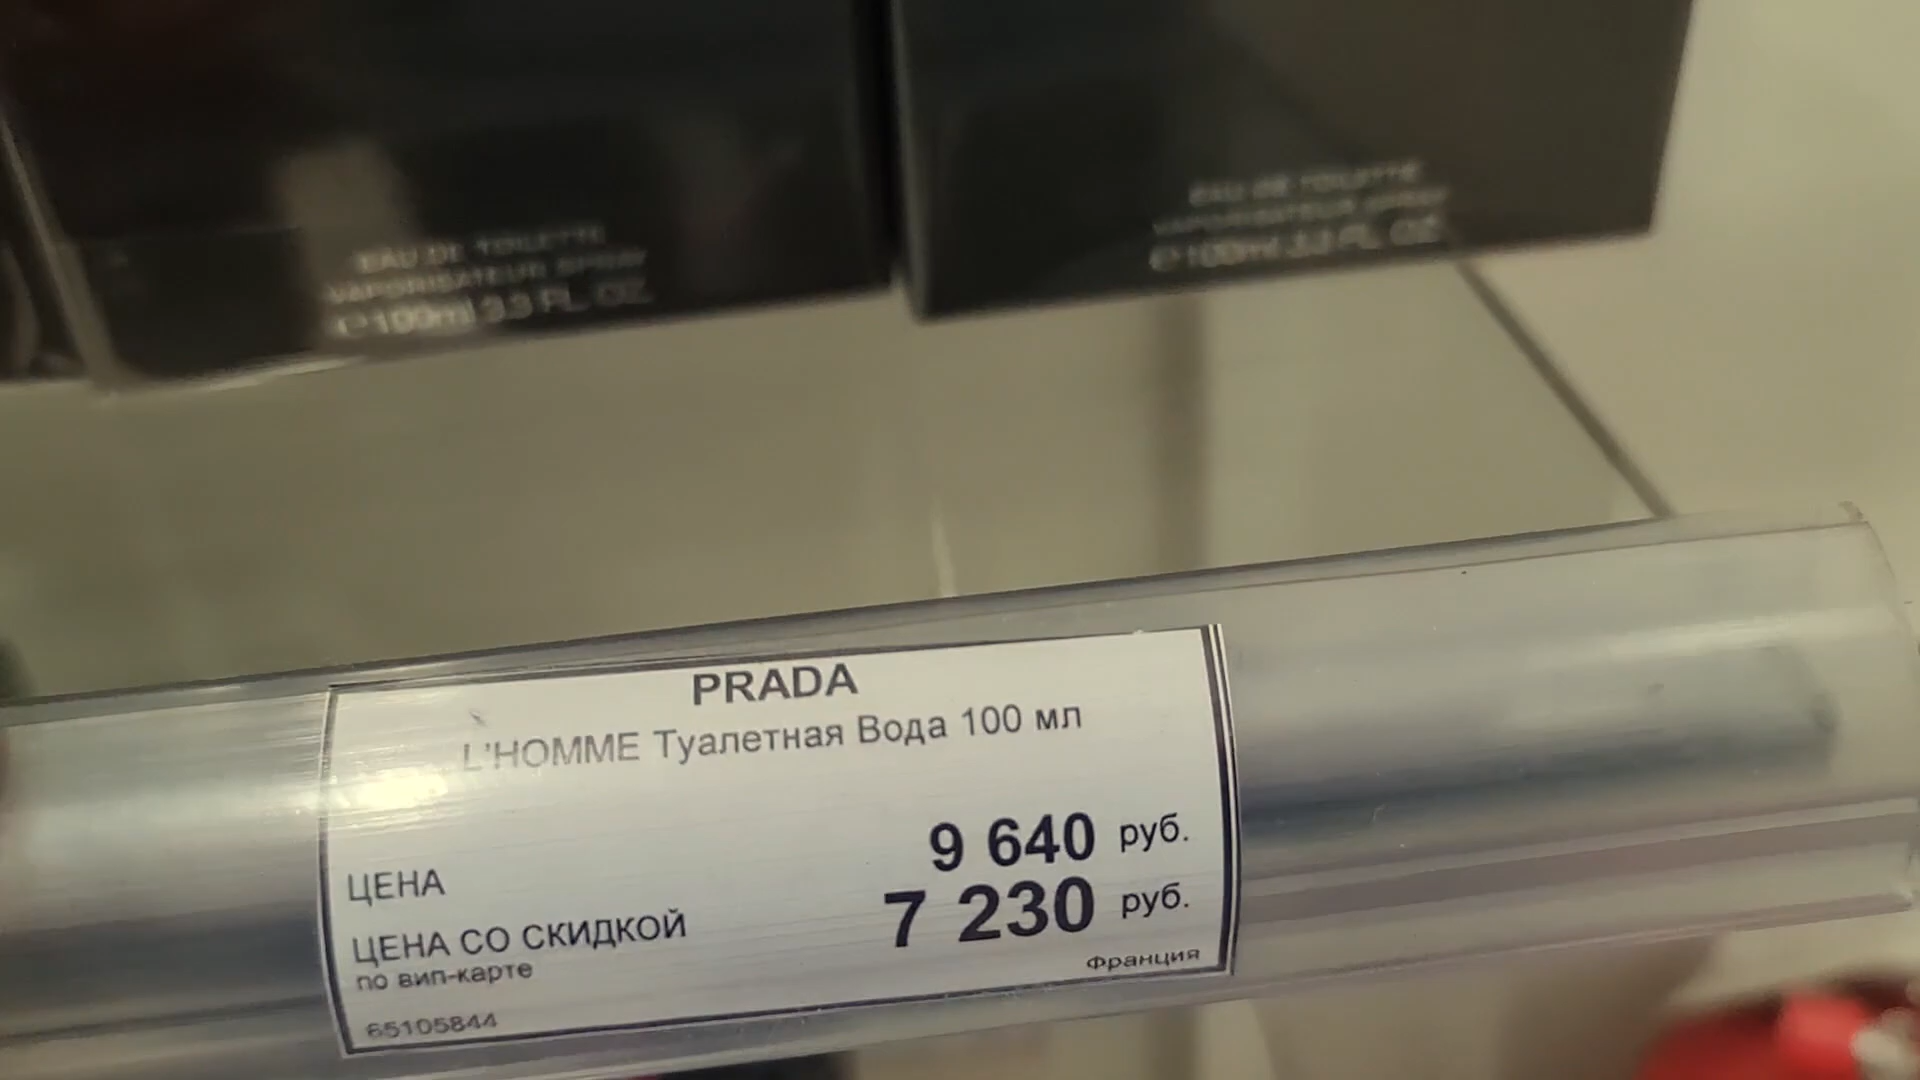 EAU DE TOILETTE
VAPORISATEUR SPRAY
e 100ml 3.3 FL. OZ.
EAU DE TOILETTE
VAPORISATEUR SPRAY
e 100ml 3.3 FL. OZ.
PRADA
L'HOMME Туалетная Вода 100 мл
ЦЕНА 9 640 руб.
ЦЕНА СО СКИДКОЙ 7 230 руб.
по вип-карте
Франция
65105844